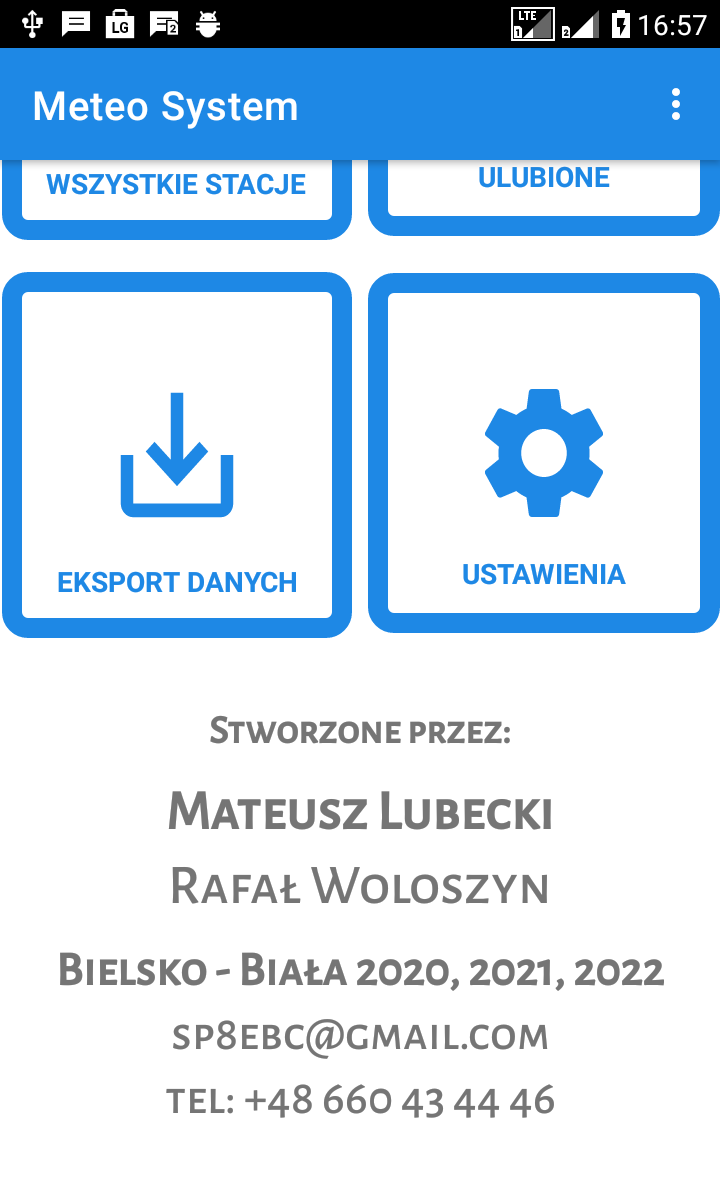 LG
2
LTE
1
2
16:57
Meteo System
WSZYSTKIE STACJE
ULUBIONE
EKSPORT DANYCH
USTAWIENIA
Stworzone przez:
Mateusz Lubecki
Rafał Woloszyn
Bielsko - Biała 2020, 2021, 2022
sp8ebc@gmail.com
tel: +48 660 43 44 46